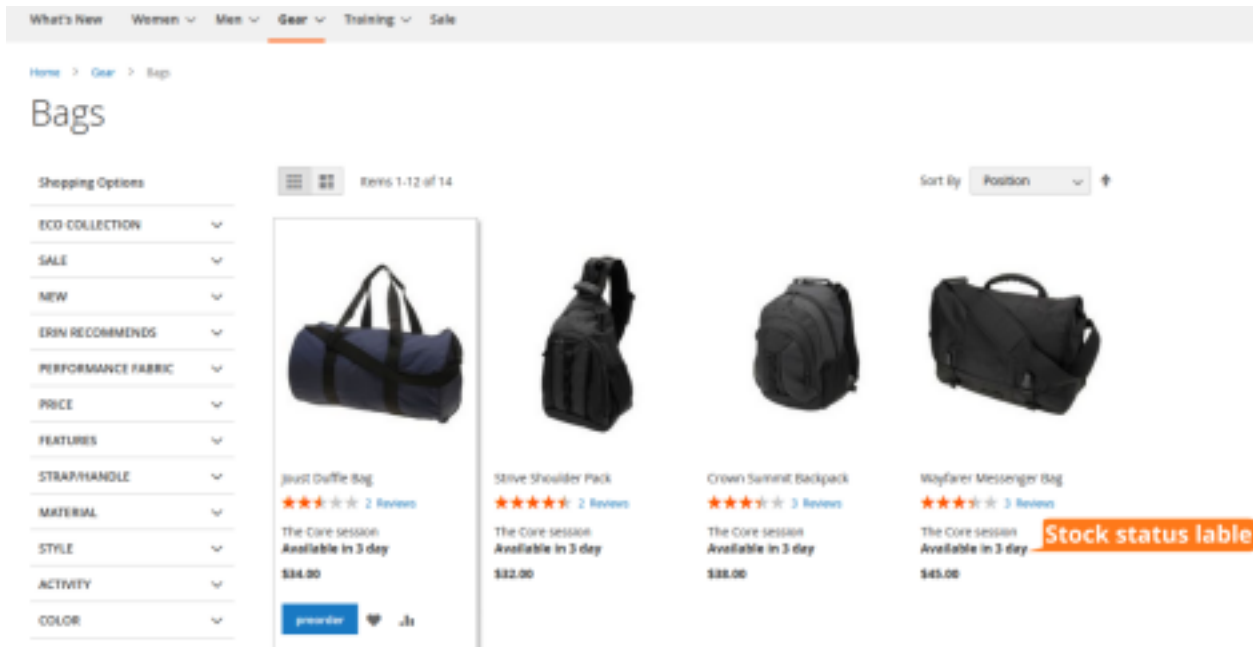 What's New Women Men Gear Training Sale
Home > Gear > Bags
Bags
Shopping Options
ECO COLLECTION
SALE
NEW
ERIN RECOMMENDS
PERFORMANCE FABRIC
PRICE
FEATURES
STRAP/HANDLE
MATERIAL
STYLE
ACTIVITY
COLOR
Items 1-12 of 14
Sort By Position
Joust Duffle Bag
2 Reviews
The Core session
Available in 3 day
$34.00
preorder
Strive Shoulder Pack
2 Reviews
The Core session
Available in 3 day
$32.00
Crown Summit Backpack
3 Reviews
The Core session
Available in 3 day
$38.00
Wayfarer Messenger Bag
3 Reviews
The Core session
Available in 3 day
$45.00
Stock status lable